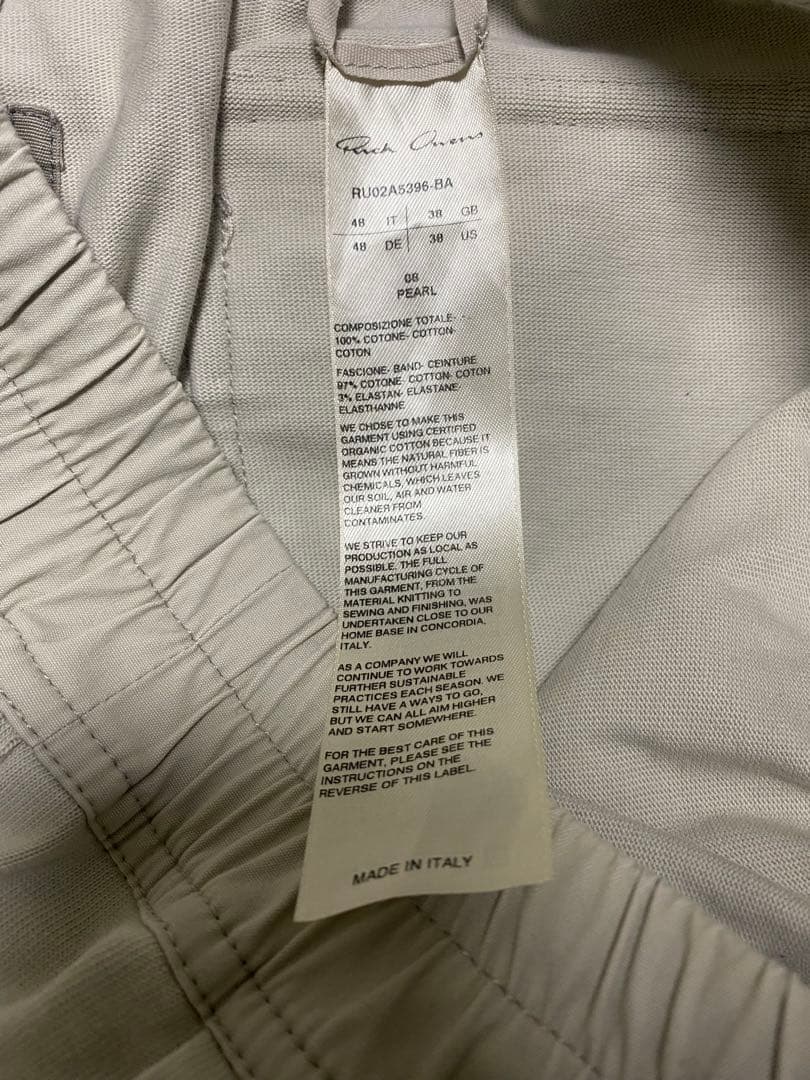 Rick Owens
RU02A5396-BA
48 IT 38 GB
48 DE 38 US
08
PEARL
COMPOSIZIONE TOTALE- -
100% COTONE- COTTON-
COTON
FASCIONE- BAND- CEINTURE
97% COTONE- COTTON- COTON
3% ELASTAN- ELASTANE-
ELASTHANNE
WE CHOSE TO MAKE THIS
GARMENT USING CERTIFIED
ORGANIC COTTON BECAUSE IT
MEANS THE NATURAL FIBER IS
GROWN WITHOUT HARMFUL
CHEMICALS, WHICH LEAVES
OUR SOIL, AIR AND WATER
CLEANER FROM
CONTAMINATES.
WE STRIVE TO KEEP OUR
PRODUCTION AS LOCAL AS
POSSIBLE. THE FULL
MANUFACTURING CYCLE OF
THIS GARMENT, FROM THE
MATERIAL KNITTING TO
SEWING AND FINISHING, WAS
UNDERTAKEN CLOSE TO OUR
HOME BASE IN CONCORDIA,
ITALY.
AS A COMPANY WE WILL
CONTINUE TO WORK TOWARDS
FURTHER SUSTAINABLE
PRACTICES EACH SEASON. WE
STILL HAVE A WAYS TO GO,
BUT WE CAN ALL AIM HIGHER
AND START SOMEWHERE.
FOR THE BEST CARE OF THIS
GARMENT, PLEASE SEE THE
INSTRUCTIONS ON THE
REVERSE OF THIS LABEL.
MADE IN ITALY